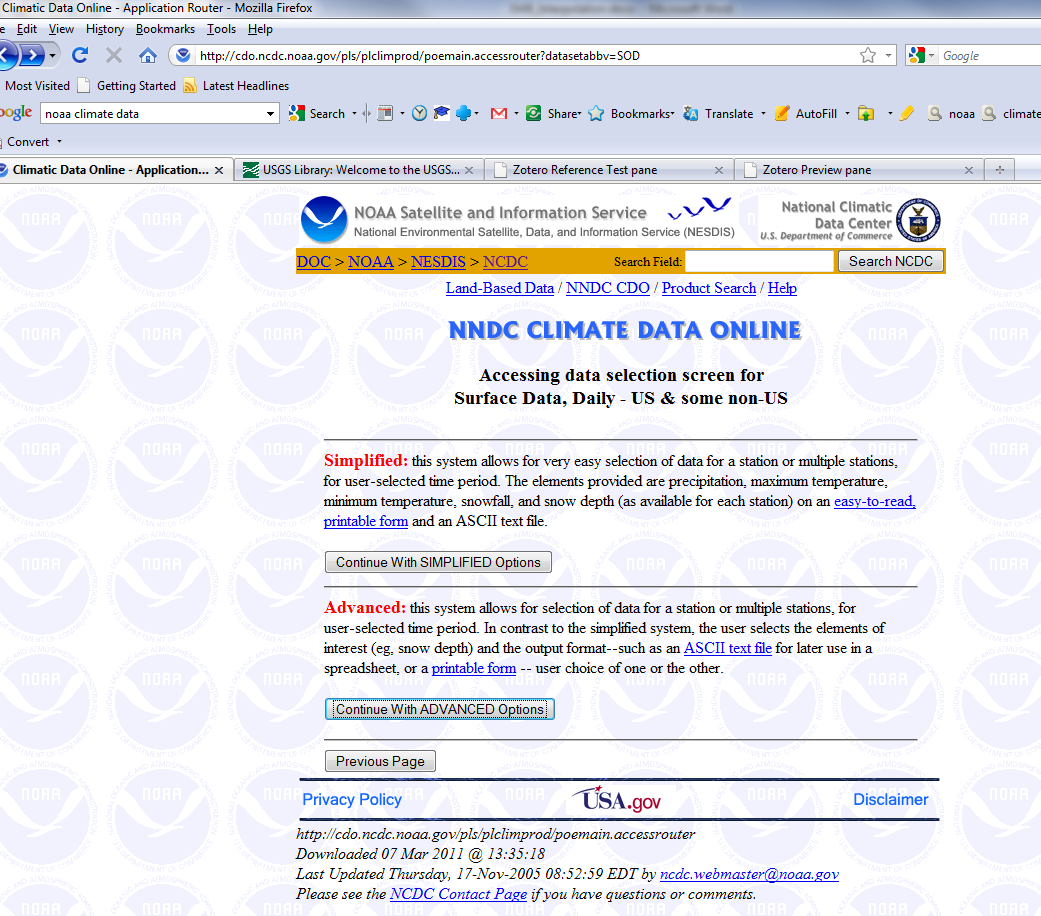 Climatic Data Online - Application Router - Mozilla Firefox
Edit View History Bookmarks Tools Help
http://cdo.ncdc.noaa.gov/pls/plclimprod/poemain.accessrouter?datasetabbv=SOD
Google
Most Visited Getting Started Latest Headlines
noaa climate data Search Share Bookmarks Translate AutoFill noaa climate
Convert
Climatic Data Online - Application... USGS Library: Welcome to the USGS... Zotero Reference Test pane Zotero Preview pane
NOAA Satellite and Information Service
National Environmental Satellite, Data, and Information Service (NESDIS)
National Climatic
Data Center
U.S. Department of Commerce
DOC > NOAA > NESDIS > NCDC Search Field: Search NCDC
Land-Based Data / NNDC CDO / Product Search / Help
NNDC CLIMATE DATA ONLINE
Accessing data selection screen for
Surface Data, Daily - US & some non-US
Simplified: this system allows for very easy selection of data for a station or multiple stations,
for user-selected time period. The elements provided are precipitation, maximum temperature,
minimum temperature, snowfall, and snow depth (as available for each station) on an easy-to-read,
printable form and an ASCII text file.
Continue With SIMPLIFIED Options
Advanced: this system allows for selection of data for a station or multiple stations, for
user-selected time period. In contrast to the simplified system, the user selects the elements of
interest (eg, snow depth) and the output format--such as an ASCII text file for later use in a
spreadsheet, or a printable form -- user choice of one or the other.
Continue With ADVANCED Options
Previous Page
Privacy Policy USA.gov Disclaimer
http://cdo.ncdc.noaa.gov/pls/plclimprod/poemain.accessrouter
Downloaded 07 Mar 2011 @ 13:35:18
Last Updated Thursday, 17-Nov-2005 08:52:59 EDT by ncdc.webmaster@noaa.gov
Please see the NCDC Contact Page if you have questions or comments.